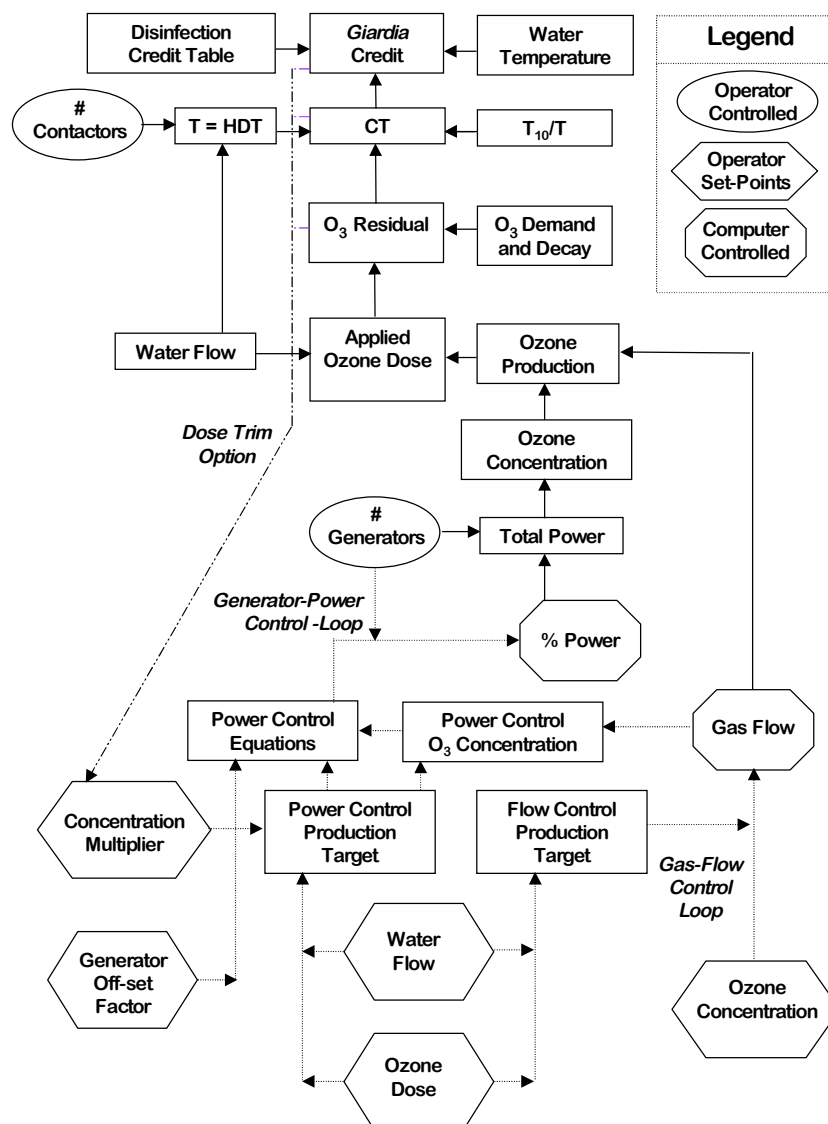 Disinfection
Credit Table
Giardia
Credit
Water
Temperature
Legend
#
Contactors
T = HDT
CT
T10/T
Operator
Controlled
Operator
Set-Points
Computer
Controlled
O3 Residual
O3 Demand
and Decay
Water Flow
Applied
Ozone Dose
Ozone
Production
Dose Trim
Option
Ozone
Concentration
#
Generators
Total Power
Generator-Power
Control -Loop
% Power
Power Control
Equations
Power Control
O3 Concentration
Gas Flow
Concentration
Multiplier
Power Control
Production
Target
Flow Control
Production
Target
Gas-Flow
Control
Loop
Generator
Off-set
Factor
Water
Flow
Ozone
Concentration
Ozone
Dose